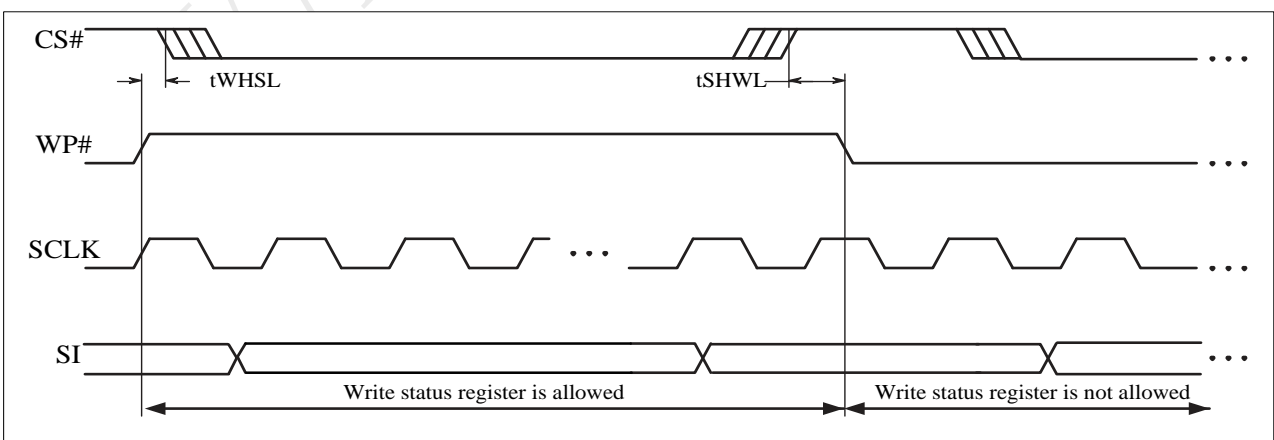 CS#
tWHSL
tSHWL
WP#
SCLK
SI
Write status register is allowed
Write status register is not allowed